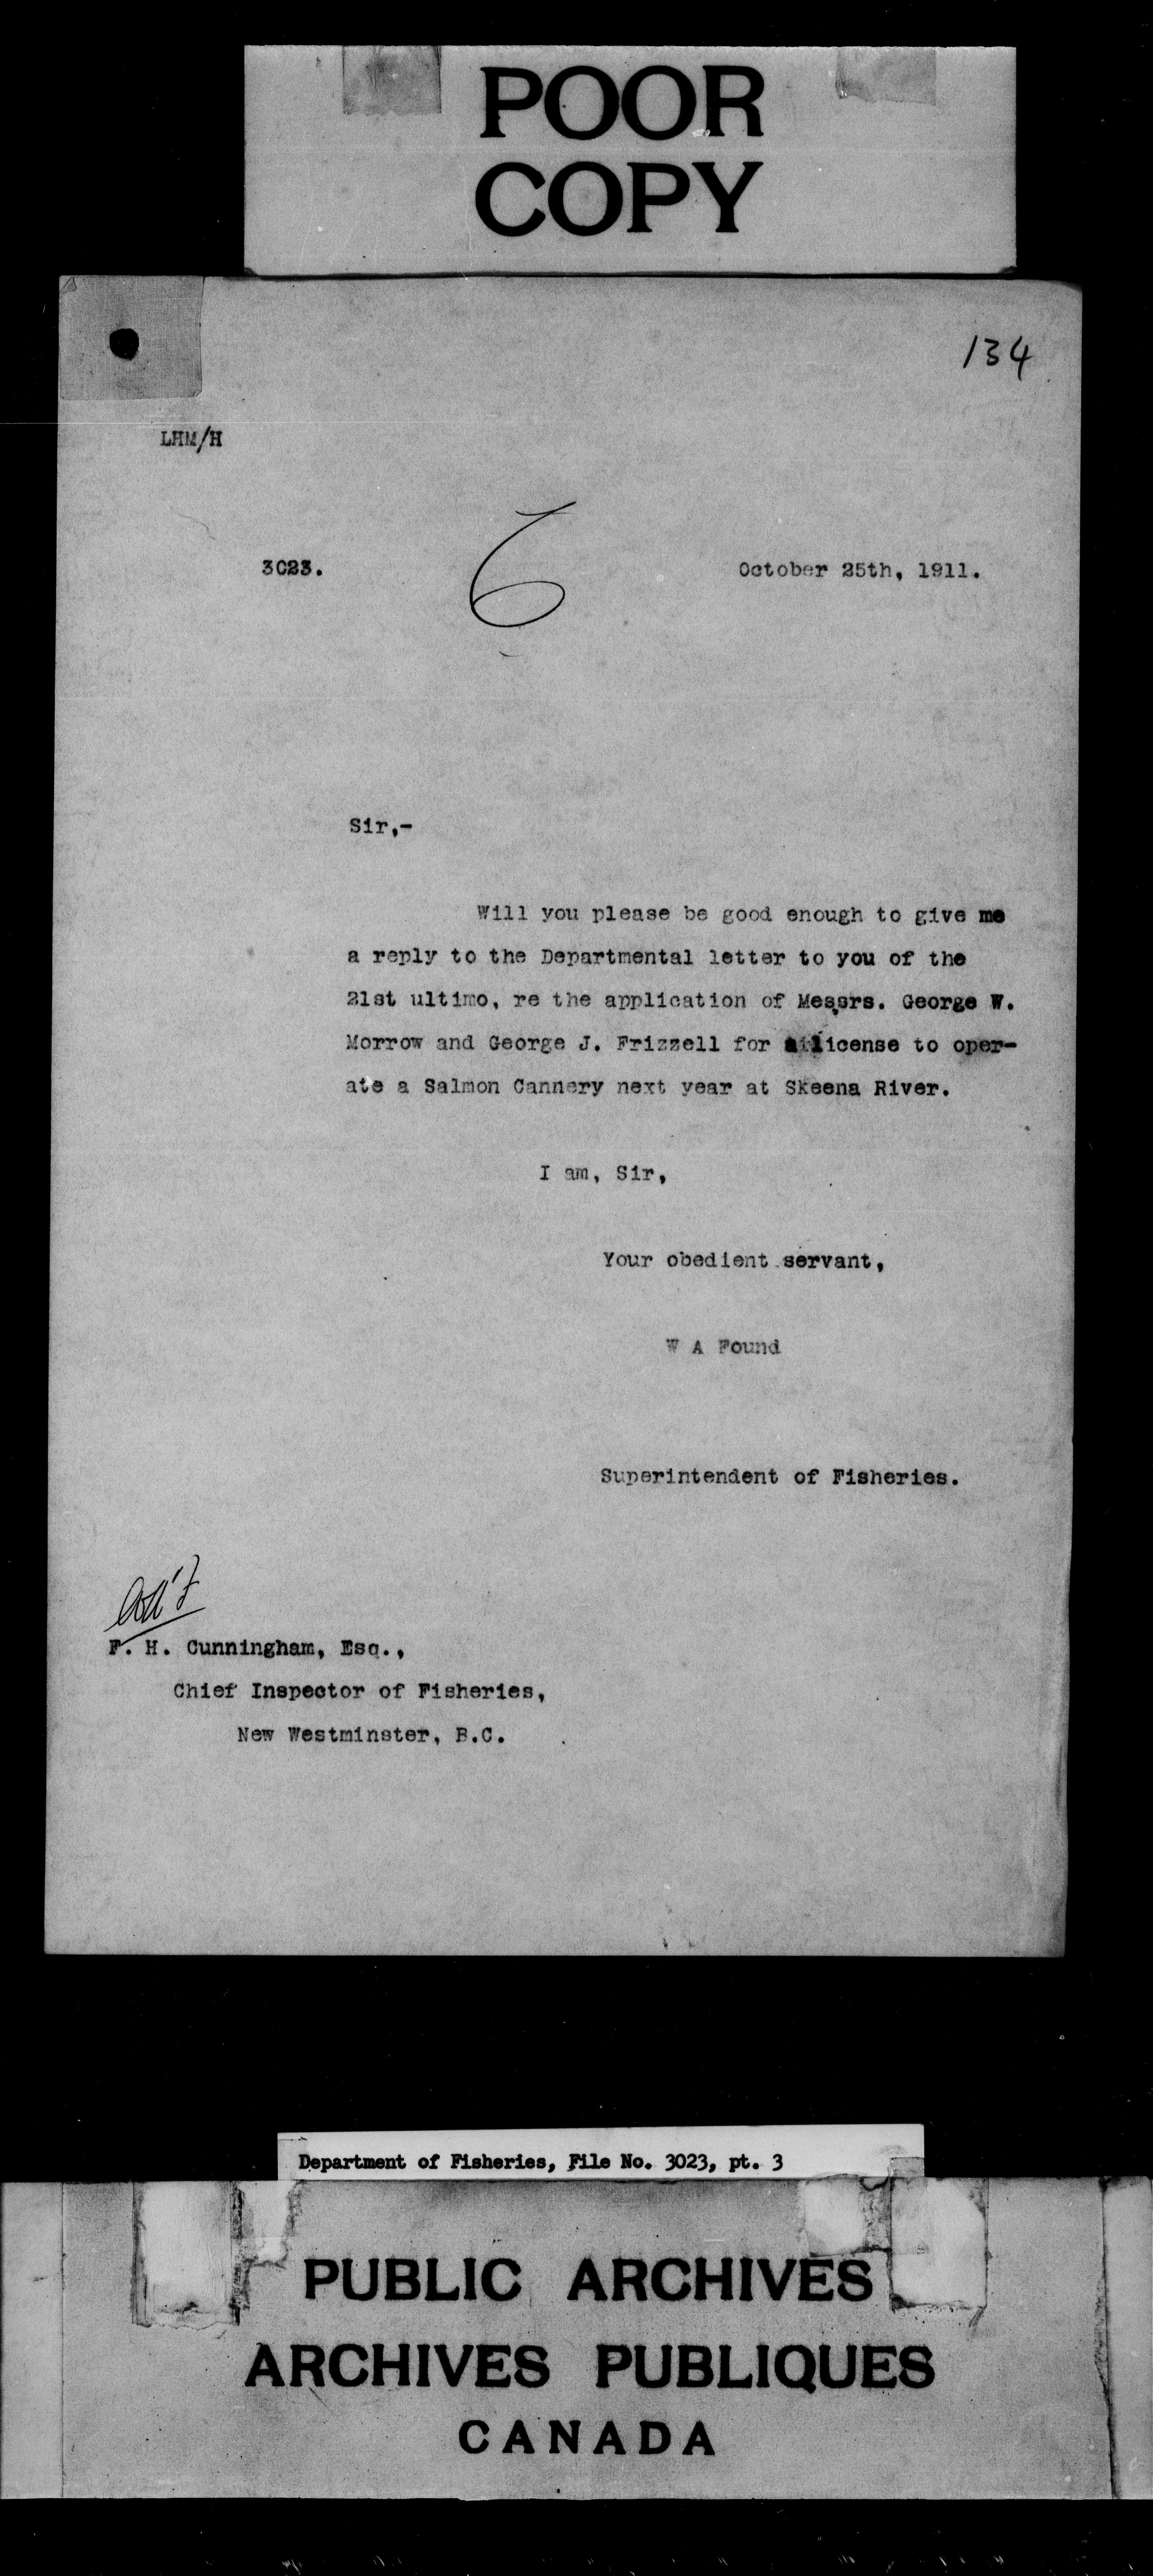 POOR
COPY
134
LHM/H
6
3023.
October 25th, 1911.
Sir,-
Will you please be good enough to give me
a reply to the Departmental letter to you of the
21st ultimo, re the application of Messrs. George W.
Morrow and George J. Frizzell for a license to oper-
ate a Salmon Cannery next year at Skeena River.
I am, Sir,
Your obedient servant,
W A Found
Superintendent of Fisheries.
F. H. Cunningham, Esq.,
Chief Inspector of Fisheries,
New Westminster, B.C.
Department of Fisheries, File No. 3023, pt. 3
PUBLIC ARCHIVES
ARCHIVES PUBLIQUES
CANADA